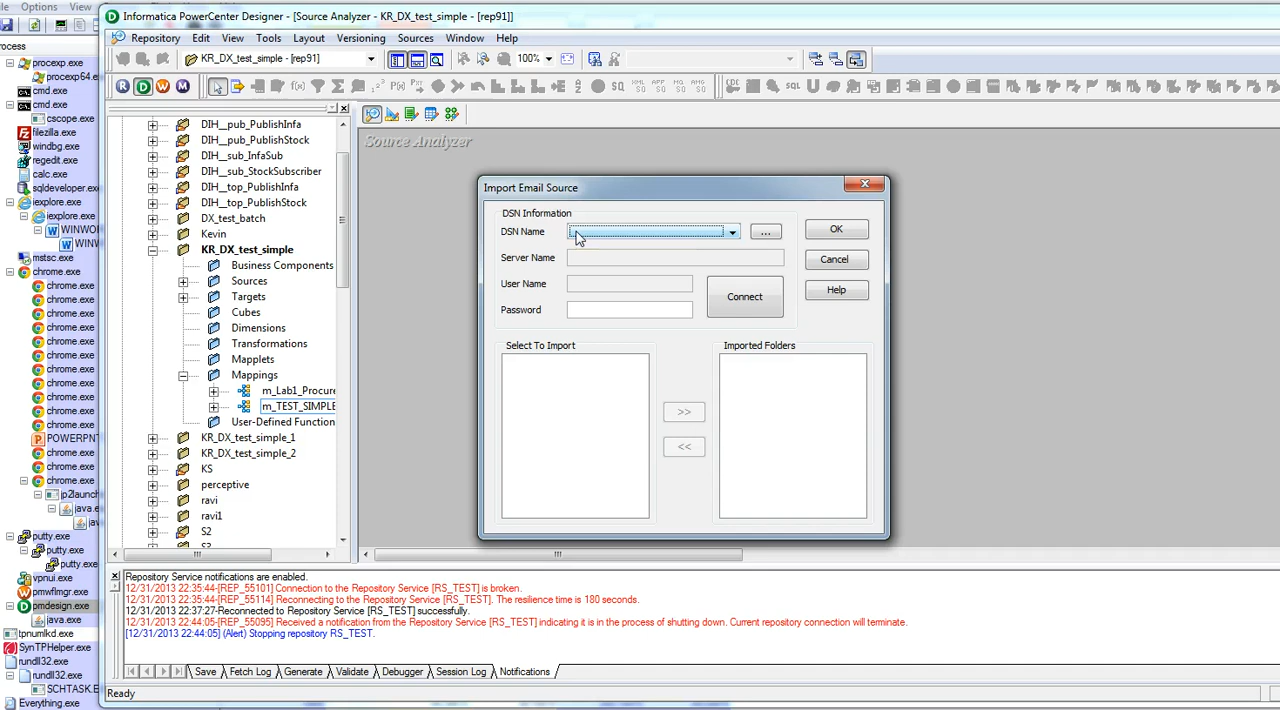 le Options View
Informatica PowerCenter Designer - [Source Analyzer - KR_DX_test_simple - [rep91]]
Repository Edit View Tools Layout Versioning Sources Window Help
KR_DX_test_simple - [rep91]
100%
rocess
procexp.exe
procexp64.ex
cmd.exe
cmd.exe
cscope.exe
filezilla.exe
windbg.exe
regedit.exe
calc.exe
sqldeveloper.exe
iexplore.exe
iexplore.exe
WINWO
WINW
mstsc.exe
chrome.exe
chrome.exe
chrome.exe
chrome.exe
chrome.exe
chrome.exe
chrome.exe
chrome.exe
chrome.exe
chrome.exe
chrome.exe
chrome.exe
POWERPNT
chrome.exe
chrome.exe
chrome.exe
jp2launch
java.e
jav
putty.exe
putty.exe
putty.exe
vpnui.exe
pmwflmgr.exe
pmdesign.exe
java.exe
tpnumlkd.exe
SynTPHelper.exe
rundll32.exe
rundll32.exe
SCHTASK.E
Everything.exe
DIH__pub_PublishInfa
DIH__pub_PublishStock
DIH__sub_InfaSub
DIH__sub_StockSubscriber
DIH__top_PublishInfa
DIH__top_PublishStock
DX_test_batch
Kevin
KR_DX_test_simple
Business Components
Sources
Targets
Cubes
Dimensions
Transformations
Mapplets
Mappings
m_Lab1_Procure
m_TEST_SIMPLE
User-Defined Function
KR_DX_test_simple_1
KR_DX_test_simple_2
KS
perceptive
ravi
ravi1
S2
Source Analyzer
Import Email Source
DSN Information
DSN Name
...
OK
Server Name
Cancel
User Name
Connect
Help
Password
Select To Import
Imported Folders
>>
<<
Repository Service notifications are enabled.
12/31/2013 22:35:44-[REP_55101] Connection to the Repository Service [RS_TEST] is broken.
12/31/2013 22:35:44-[REP_55114] Reconnecting to the Repository Service [RS_TEST]. The resilience time is 180 seconds.
12/31/2013 22:37:27-Reconnected to Repository Service [RS_TEST] successfully.
12/31/2013 22:44:05-[REP_55095] Received a notification from the Repository Service [RS_TEST] indicating it is in the process of shutting down. Current repository connection will terminate.
[12/31/2013 22:44:05] (Alert) Stopping repository RS_TEST.
Save Fetch Log Generate Validate Debugger Session Log Notifications
Ready